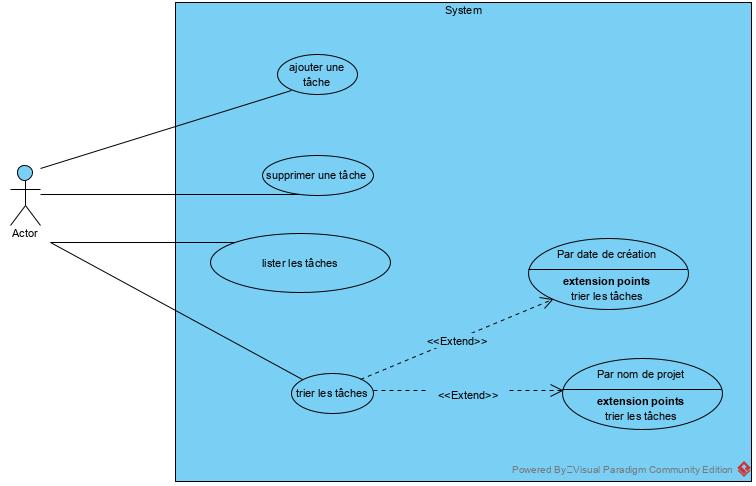 System
ajouter une
tâche
supprimer une tâche
Actor
lister les tâches
Par date de création
extension points
trier les tâches
<<Extend>>
trier les tâches
<<Extend>>
Par nom de projet
extension points
trier les tâches
Powered By Visual Paradigm Community Edition